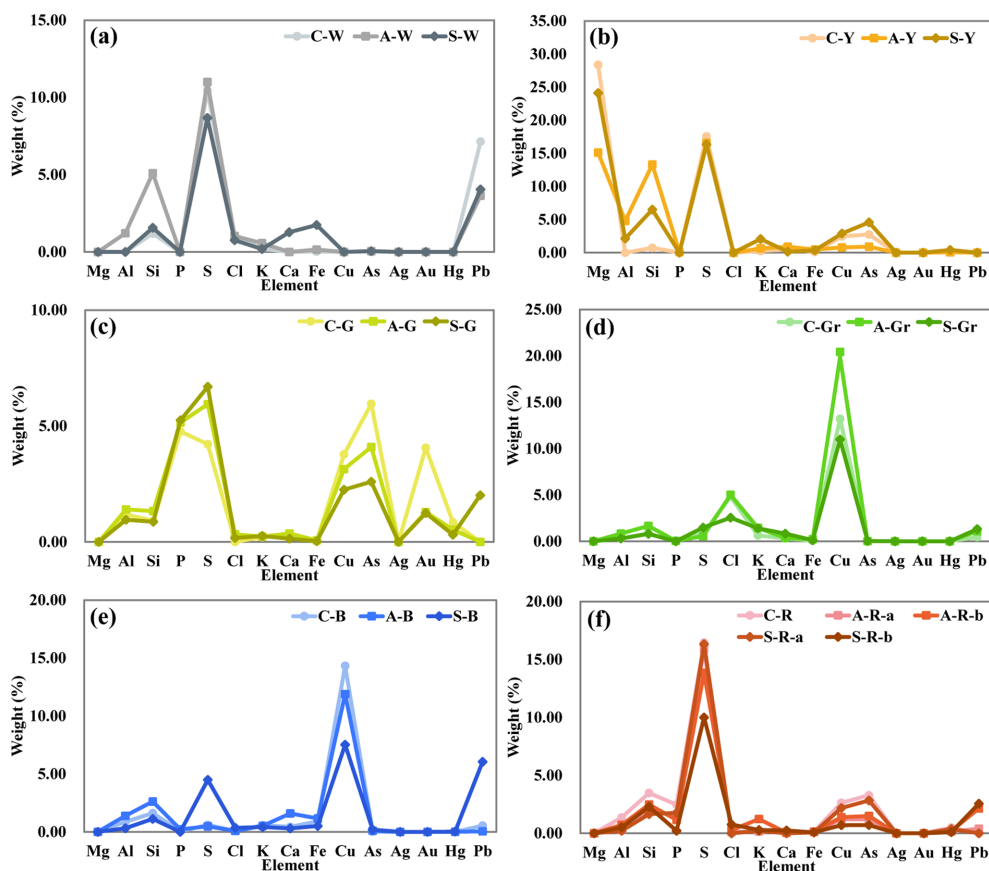 (a)
C-W A-W S-W
Weight (%)
15.00
10.00
5.00
0.00
Mg Al Si P S Cl K Ca Fe Cu As Ag Au Hg Pb
Element
(b)
C-Y A-Y S-Y
Weight (%)
35.00
30.00
25.00
20.00
15.00
10.00
5.00
0.00
Mg Al Si P S Cl K Ca Fe Cu As Ag Au Hg Pb
Element
(c)
C-G A-G S-G
Weight (%)
10.00
5.00
0.00
Mg Al Si P S Cl K Ca Fe Cu As Ag Au Hg Pb
Element
(d)
C-Gr A-Gr S-Gr
Weight (%)
25.00
20.00
15.00
10.00
5.00
0.00
Mg Al Si P S Cl K Ca Fe Cu As Ag Au Hg Pb
Element
(e)
C-B A-B S-B
Weight (%)
20.00
15.00
10.00
5.00
0.00
Mg Al Si P S Cl K Ca Fe Cu As Ag Au Hg Pb
Element
(f)
C-R A-R-a A-R-b
S-R-a S-R-b
Weight (%)
20.00
15.00
10.00
5.00
0.00
Mg Al Si P S Cl K Ca Fe Cu As Ag Au Hg Pb
Element